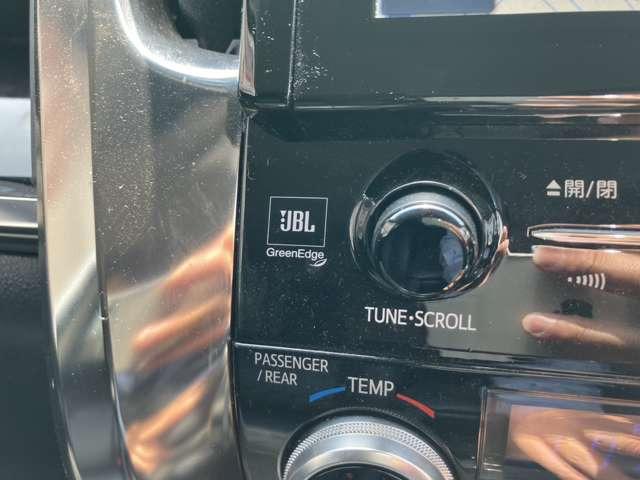 JBL
GreenEdge
開/閉
TUNE•SCROLL
PASSENGER
/REAR
TEMP